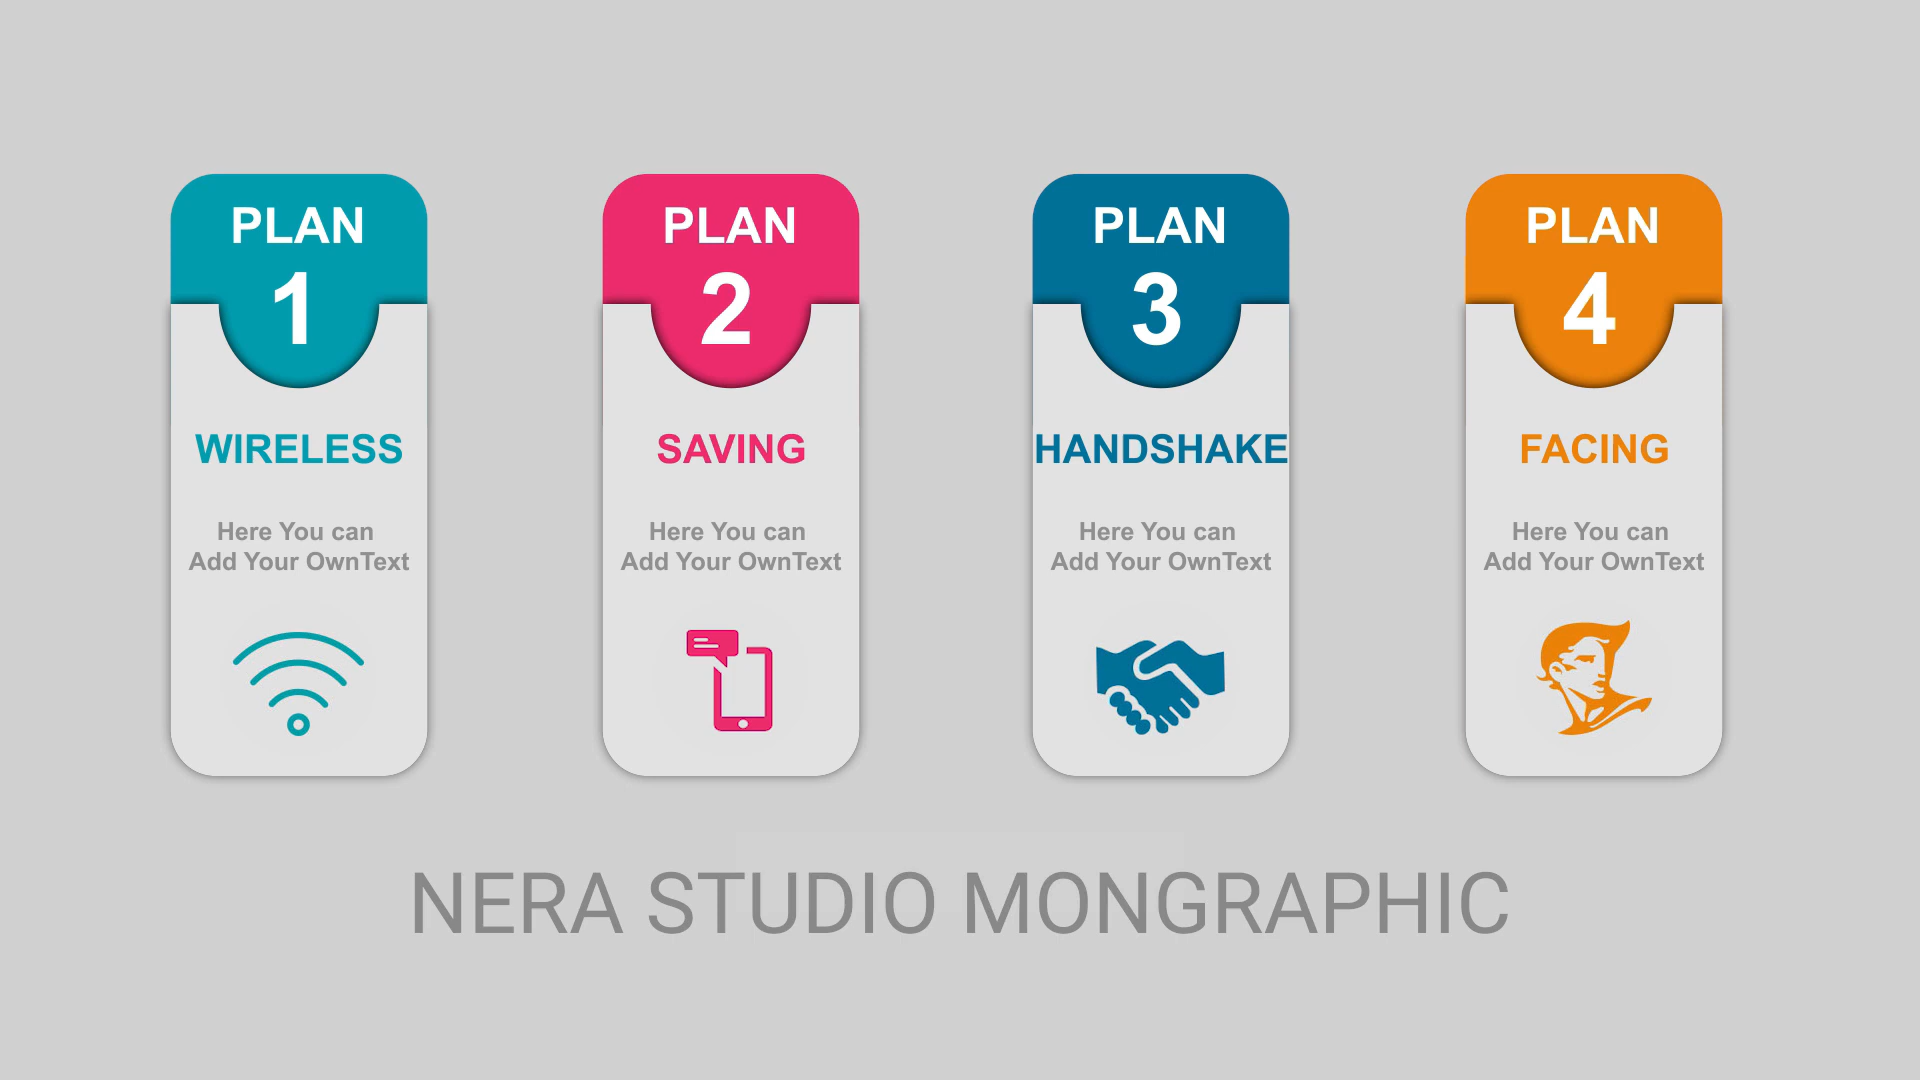 PLAN
1
WIRELESS
Here You can
Add Your OwnText
PLAN
2
SAVING
Here You can
Add Your OwnText
PLAN
3
HANDSHAKE
Here You can
Add Your OwnText
PLAN
4
FACING
Here You can
Add Your OwnText
NERA STUDIO MONGRAPHIC